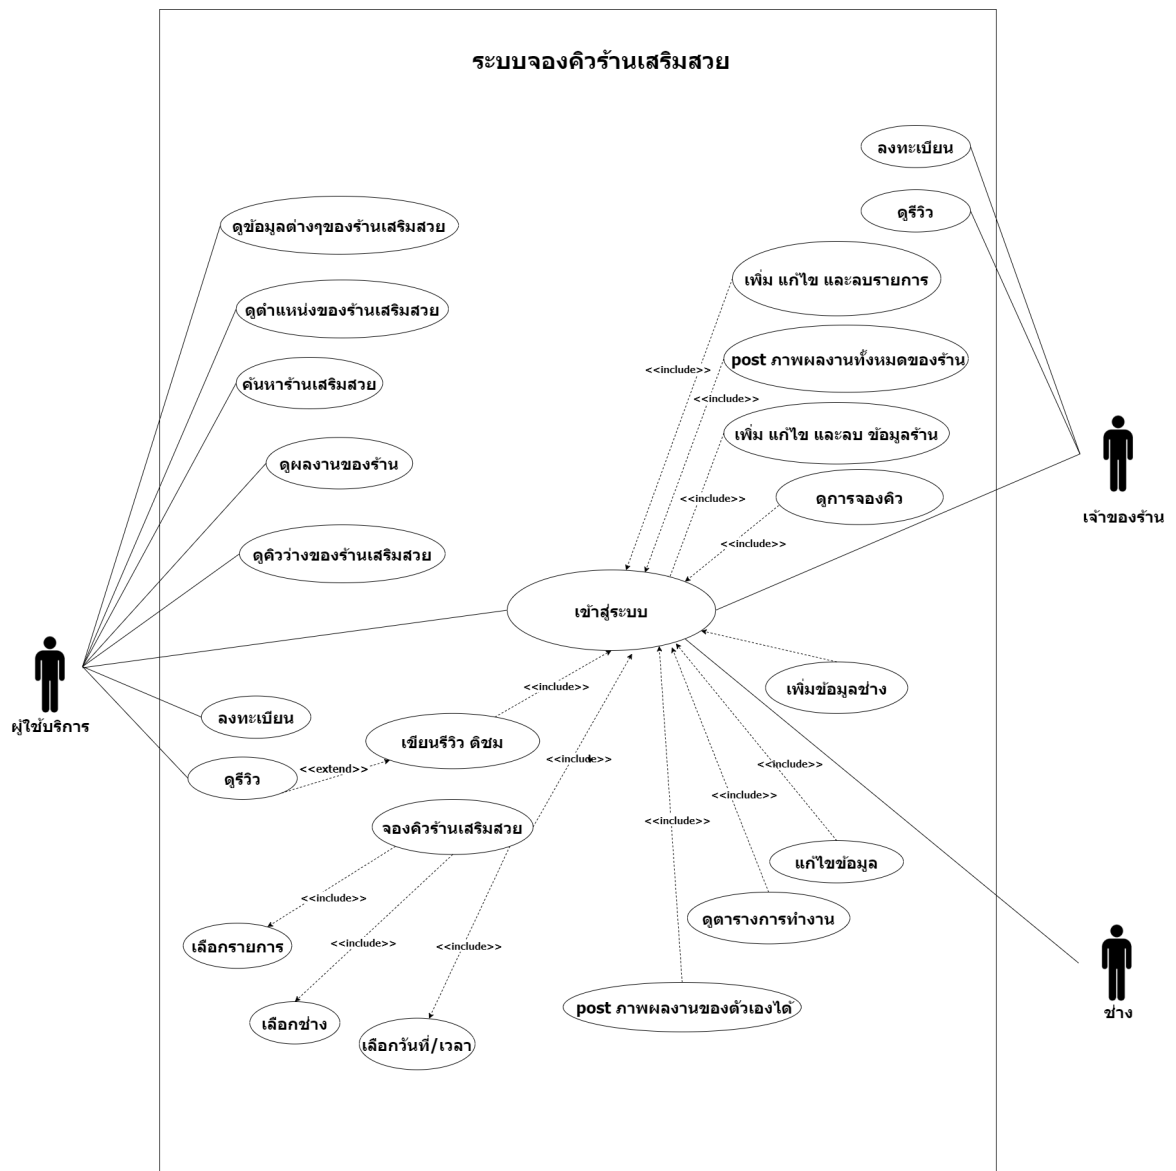 ระบบจองคิวร้านเสริมสวย
ลงทะเบียน
ดูรีวิว
ดูข้อมูลต่างๆของร้านเสริมสวย
เพิ่ม แก้ไข และลบรายการ
ดูตำแหน่งของร้านเสริมสวย
post ภาพผลงานทั้งหมดของร้าน
<<include>>
ค้นหาร้านเสริมสวย
<<include>>
เพิ่ม แก้ไข และลบ ข้อมูลร้าน
ดูผลงานของร้าน
<<include>>
ดูการจองคิว
เจ้าของร้าน
<<include>>
ดูคิวว่างของร้านเสริมสวย
เข้าสู่ระบบ
<<include>>
เพิ่มข้อมูลช่าง
ลงทะเบียน
ผู้ใช้บริการ
เขียนรีวิว ติชม
<<include>>
<<include>>
<<extend>>
ดูรีวิว
<<include>>
จองคิวร้านเสริมสวย
<<include>>
แก้ไขข้อมูล
<<include>>
ดูตารางการทำงาน
<<include>>
<<include>>
เลือกรายการ
post ภาพผลงานของตัวเองได้
ช่าง
เลือกช่าง
เลือกวันที่/เวลา